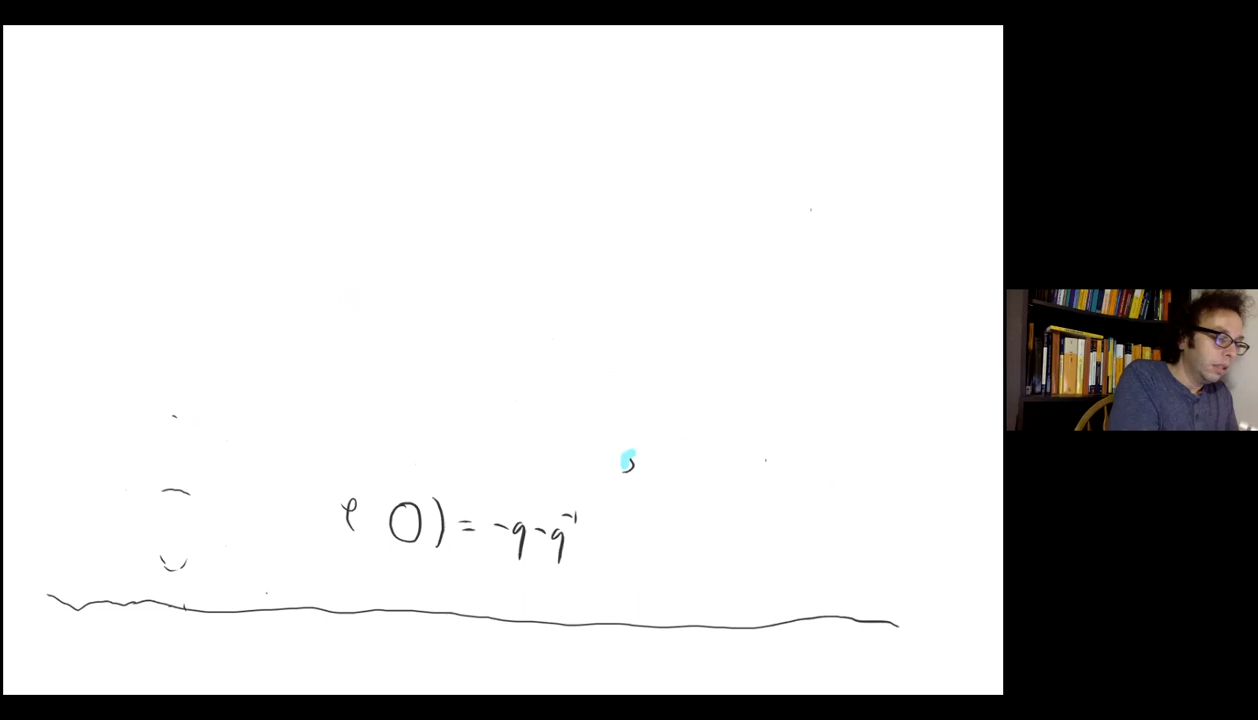 φ ( ◯ ) = -q - q⁻¹